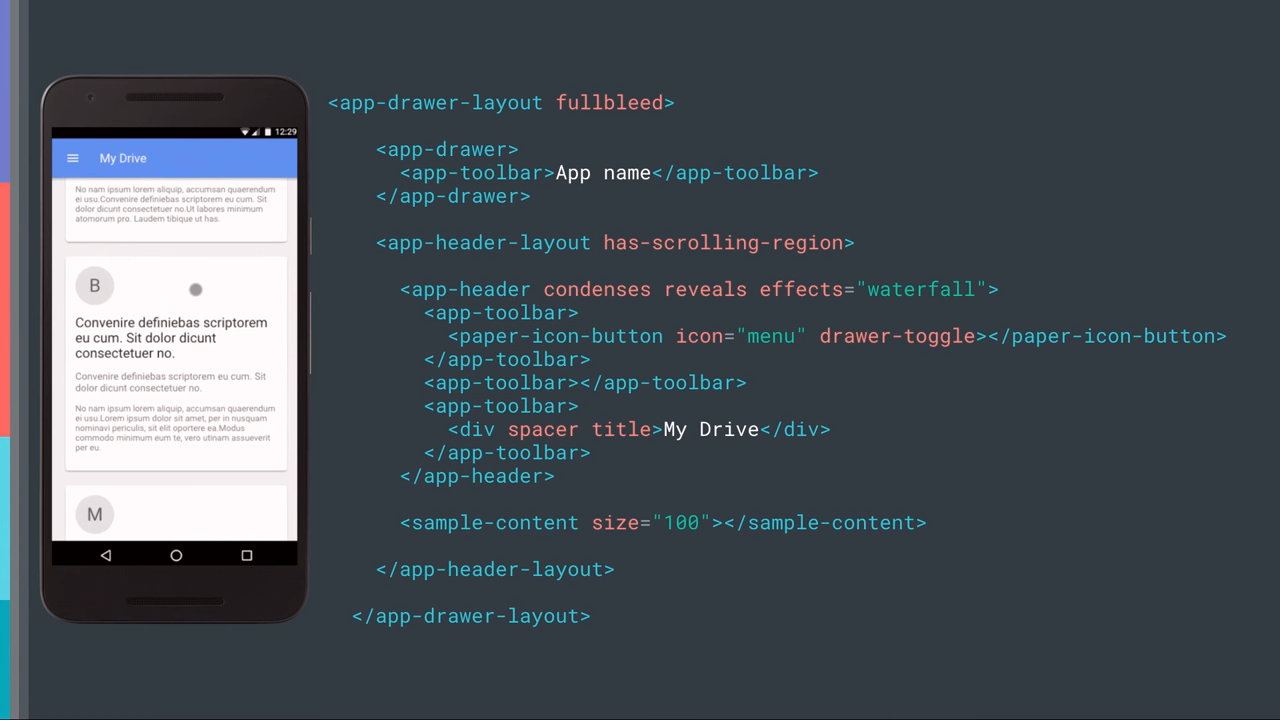 12:29
My Drive
No nam ipsum lorem aliquip, accumsan quaerendum
ei usu.Convenire definiebas scriptorem eu cum. Sit
dolor dicunt consectetuer no.Ut labores minimum
atomorum pro. Laudem tibique ut has.
B
Convenire definiebas scriptorem
eu cum. Sit dolor dicunt
consectetuer no.
Convenire definiebas scriptorem eu cum. Sit
dolor dicunt consectetuer no.
No nam ipsum lorem aliquip, accumsan quaerendum
ei usu.Lorem ipsum dolor sit amet, per in nusquam
nominavi periculis, sit elit oportere ea.Modus
commodo minimum eum te, vero utinam assueverit
per eu.
M
<app-drawer-layout fullbleed>
<app-drawer>
<app-toolbar>App name</app-toolbar>
</app-drawer>
<app-header-layout has-scrolling-region>
<app-header condenses reveals effects="waterfall">
<app-toolbar>
<paper-icon-button icon="menu" drawer-toggle></paper-icon-button>
</app-toolbar>
<app-toolbar></app-toolbar>
<app-toolbar>
<div spacer title>My Drive</div>
</app-toolbar>
</app-header>
<sample-content size="100"></sample-content>
</app-header-layout>
</app-drawer-layout>